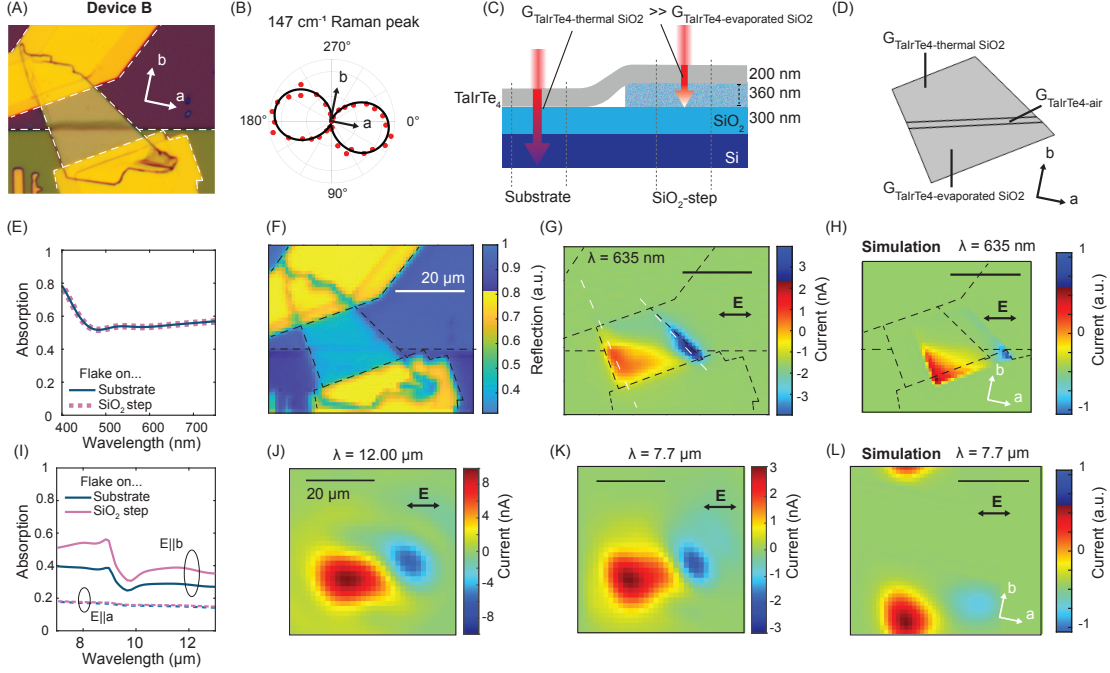 (A)
Device B
b
a
(B)
147 cm⁻¹ Raman peak
270°
b
180°
0°
a
90°
(C)
G_TaIrTe4-thermal SiO2 >> G_TaIrTe4-evaporated SiO2
TaIrTe₄
200 nm
360 nm
SiO₂
300 nm
Si
Substrate
SiO₂-step
(D)
G_TaIrTe4-thermal SiO2
G_TaIrTe4-air
G_TaIrTe4-evaporated SiO2
b
a
(E)
Absorption
1
0.8
0.6
0.4
0.2
0
Flake on...
Substrate
SiO₂ step
400
500
600
700
Wavelength (nm)
(F)
20 μm
1
0.9
0.8
0.7
0.6
0.5
0.4
Reflection (a.u.)
(G)
λ = 635 nm
E
3
2
1
0
-1
-2
-3
Current (nA)
(H)
Simulation
λ = 635 nm
E
b
a
1
0
-1
Current (a.u.)
(I)
Absorption
1
0.8
0.6
0.4
0.2
0
Flake on...
Substrate
SiO₂ step
E||b
E||a
8
10
12
Wavelength (μm)
(J)
λ = 12.00 μm
20 μm
E
8
4
0
-4
-8
Current (nA)
(K)
λ = 7.7 μm
E
3
2
1
0
-1
-2
-3
Current (nA)
(L)
Simulation
λ = 7.7 μm
E
b
a
1
0
-1
Current (a.u.)